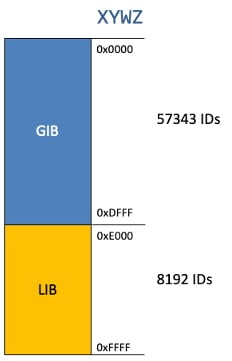 XYWZ
0x0000
57343 IDs
GIB
0xDFFF
0xE000
8192 IDs
LIB
0xFFFF